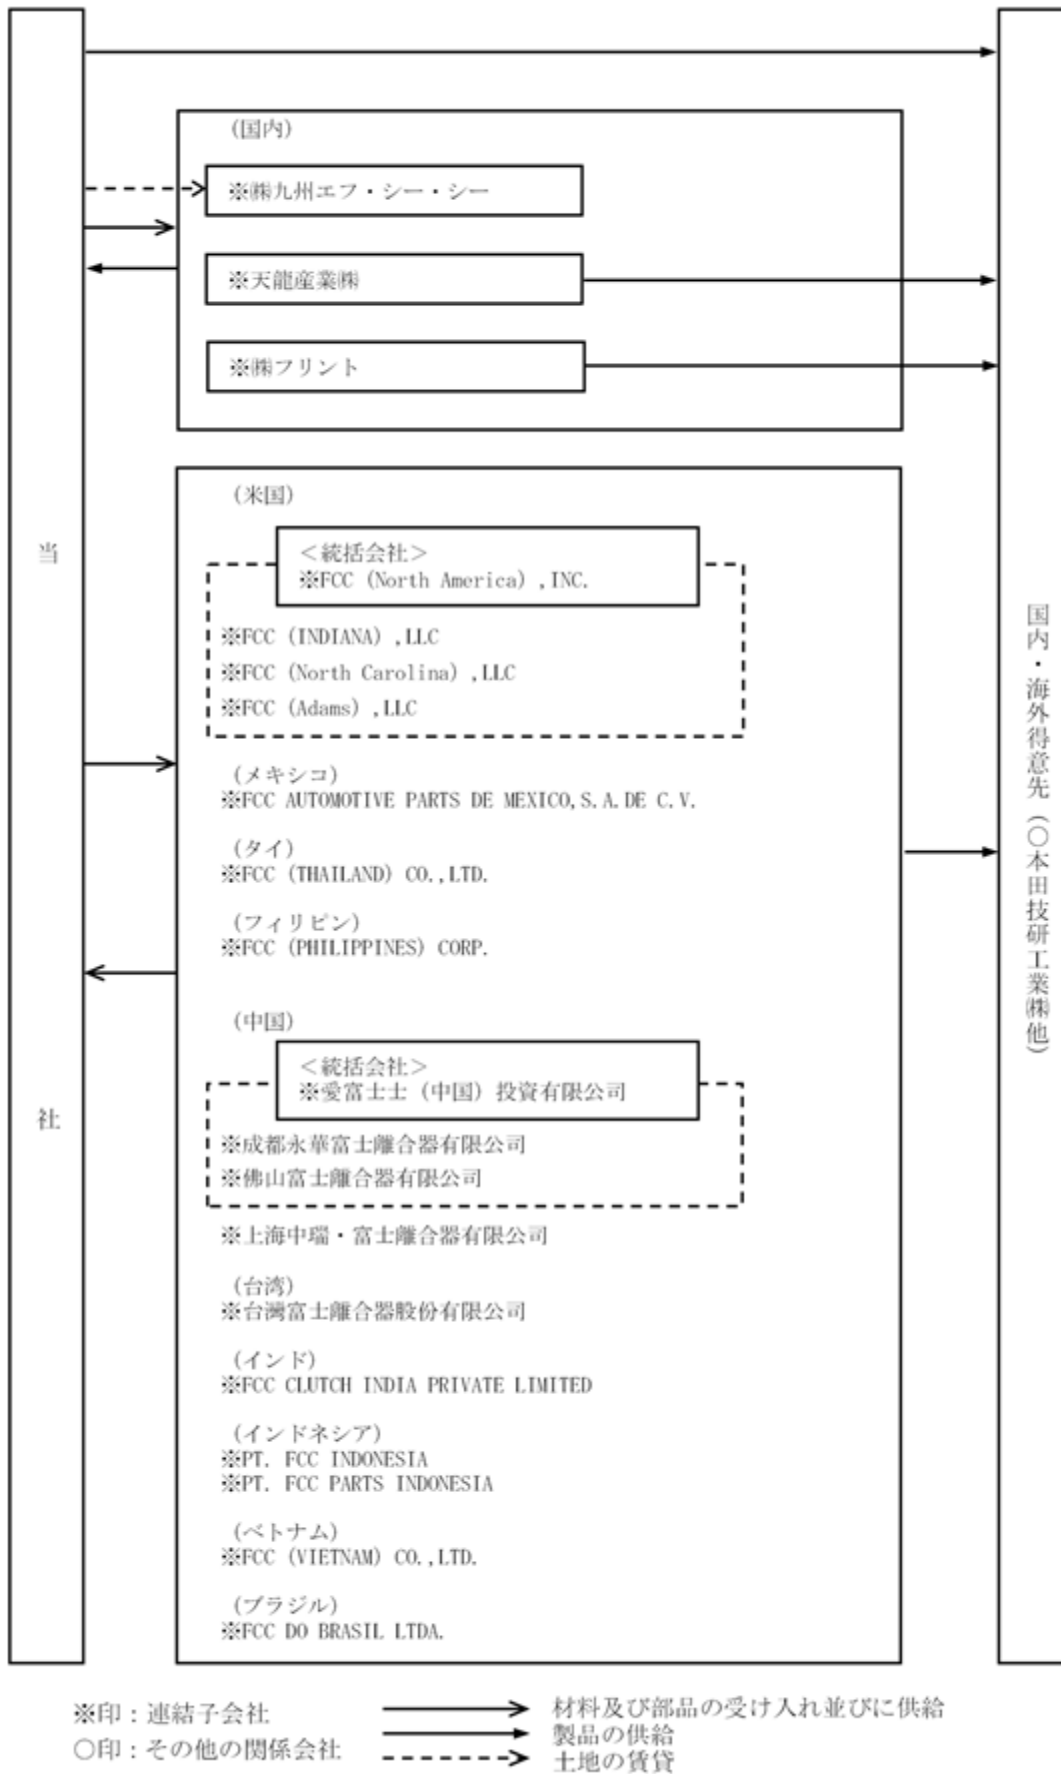 当社
(国内)
※㈱九州エフ・シー・シー
※天龍産業㈱
※㈱フリント
(米国)
<統括会社>
※FCC (North America) ,INC.
※FCC (INDIANA) ,LLC
※FCC (North Carolina) ,LLC
※FCC (Adams) ,LLC
(メキシコ)
※FCC AUTOMOTIVE PARTS DE MEXICO,S.A.DE C.V.
(タイ)
※FCC (THAILAND) CO.,LTD.
(フィリピン)
※FCC (PHILIPPINES) CORP.
(中国)
<統括会社>
※愛富士士 (中国) 投資有限公司
※成都永華富士離合器有限公司
※佛山富士離合器有限公司
※上海中瑞・富士離合器有限公司
(台湾)
※台灣富士離合器股份有限公司
(インド)
※FCC CLUTCH INDIA PRIVATE LIMITED
(インドネシア)
※PT. FCC INDONESIA
※PT. FCC PARTS INDONESIA
(ベトナム)
※FCC (VIETNAM) CO.,LTD.
(ブラジル)
※FCC DO BRASIL LTDA.
国内・海外得意先(○本田技研工業㈱他)
※印：連結子会社
○印：その他の関係会社
材料及び部品の受け入れ並びに供給
製品の供給
土地の賃貸